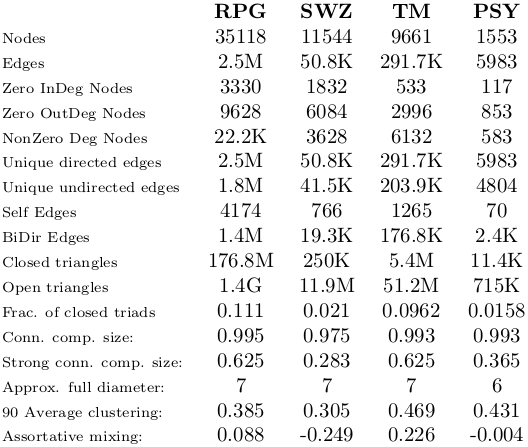 RPG SWZ TM PSY
Nodes 35118 11544 9661 1553
Edges 2.5M 50.8K 291.7K 5983
Zero InDeg Nodes 3330 1832 533 117
Zero OutDeg Nodes 9628 6084 2996 853
NonZero Deg Nodes 22.2K 3628 6132 583
Unique directed edges 2.5M 50.8K 291.7K 5983
Unique undirected edges 1.8M 41.5K 203.9K 4804
Self Edges 4174 766 1265 70
BiDir Edges 1.4M 19.3K 176.8K 2.4K
Closed triangles 176.8M 250K 5.4M 11.4K
Open triangles 1.4G 11.9M 51.2M 715K
Frac. of closed triads 0.111 0.021 0.0962 0.0158
Conn. comp. size: 0.995 0.975 0.993 0.993
Strong conn. comp. size: 0.625 0.283 0.625 0.365
Approx. full diameter: 7 7 7 6
90 Average clustering: 0.385 0.305 0.469 0.431
Assortative mixing: 0.088 -0.249 0.226 -0.004